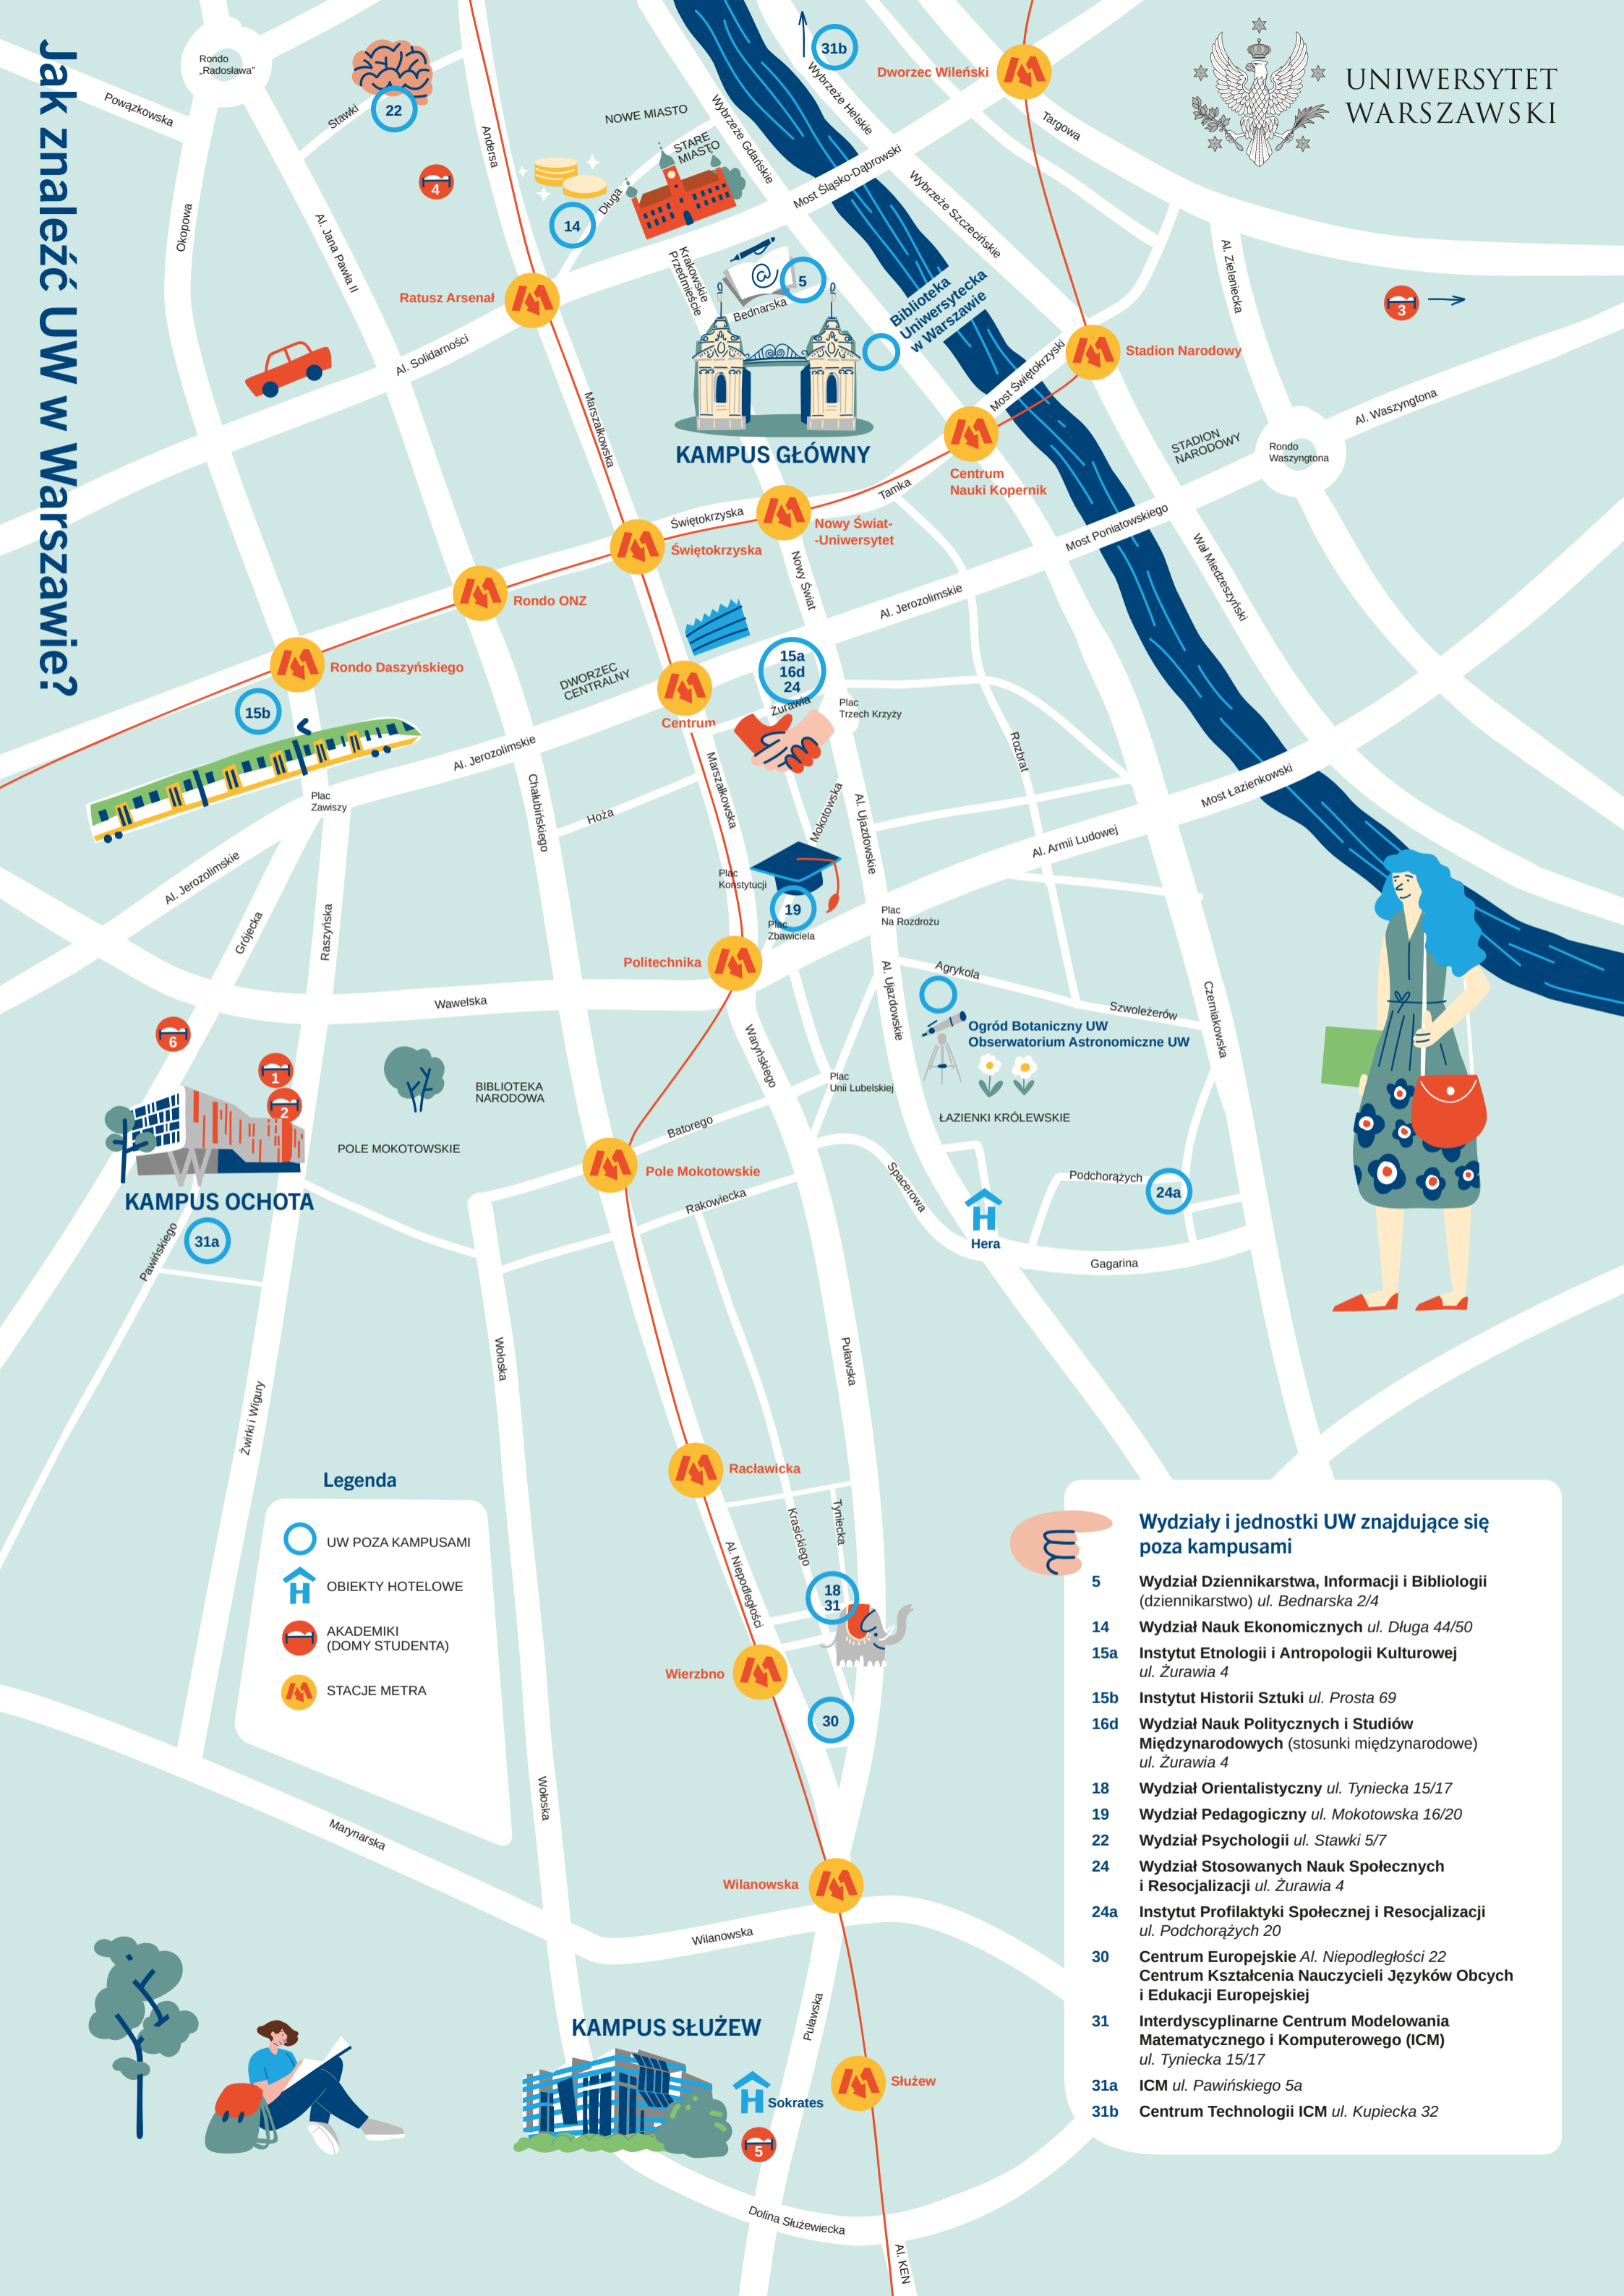 Jak znaleźć UW w Warszawie?
UNIWERSYTET
WARSZAWSKI
Rondo
„Radosława”
Powązkowska
Stawki
22
Okopowa
Al. Jana Pawła II
4
Andersa
NOWE MIASTO
STARE
MIASTO
Długa
14
Wybrzeże Gdańskie
31b
Wybrzeże Helskie
Dworzec Wileński
Targowa
Most Śląsko-Dąbrowski
Wybrzeże Szczecińskie
Al. Zieleniecka
3
Krakowskie
Przedmieście
@
5
Bednarska
Biblioteka
Uniwersytecka
w Warszawie
Ratusz Arsenał
Al. Solidarności
Marszałkowska
KAMPUS GŁÓWNY
Most Świętokrzyski
Stadion Narodowy
Al. Waszyngtona
STADION
NARODOWY
Rondo
Waszyngtona
Centrum
Nauki Kopernik
Tamka
Świętokrzyska
Nowy Świat-
-Uniwersytet
Świętokrzyska
Most Poniatowskiego
Wał Miedzeszyński
Nowy Świat
Rondo ONZ
Al. Jerozolimskie
Rondo Daszyńskiego
15b
DWORZEC
CENTRALNY
Centrum
15a
16d
24
Żurawia
Plac
Trzech Krzyży
Al. Jerozolimskie
Plac
Zawiszy
Chałubińskiego
Hoża
Marszałkowska
Mokotowska
Al. Ujazdowskie
Rozbrat
Most Łazienkowski
Al. Armii Ludowej
Al. Jerozolimskie
Grójecka
Raszyńska
Plac
Konstytucji
19
Plac
Zbawiciela
Plac
Na Rozdrożu
Politechnika
Al. Ujazdowskie
Agrykola
Szwoleżerów
Czerniakowska
Wawelska
Ogród Botaniczny UW
Obserwatorium Astronomiczne UW
6
1
2
BIBLIOTEKA
NARODOWA
POLE MOKOTOWSKIE
Waryńskiego
Plac
Unii Lubelskiej
ŁAZIENKI KRÓLEWSKIE
Batorego
Pole Mokotowskie
Rakowiecka
Spacerowa
Podchorążych
24a
H
Hera
Gagarina
KAMPUS OCHOTA
31a
Pawińskiego
Żwirki i Wigury
Wołoska
Puławska
Racławicka
Al. Niepodległości
Krasickiego
Tyniecka
18
31
Wierzbno
30
Legenda
UW POZA KAMPUSAMI
H
OBIEKTY HOTELOWE
AKADEMIKI
(DOMY STUDENTA)
STACJE METRA
Wołoska
Marynarska
Wilanowska
Wilanowska
Puławska
KAMPUS SŁUŻEW
H
Sokrates
5
Służew
Dolina Służewiecka
Al. KEN
Wydziały i jednostki UW znajdujące się
poza kampusami
5 Wydział Dziennikarstwa, Informacji i Bibliologii
(dziennikarstwo) ul. Bednarska 2/4
14 Wydział Nauk Ekonomicznych ul. Długa 44/50
15a Instytut Etnologii i Antropologii Kulturowej
ul. Żurawia 4
15b Instytut Historii Sztuki ul. Prosta 69
16d Wydział Nauk Politycznych i Studiów
Międzynarodowych (stosunki międzynarodowe)
ul. Żurawia 4
18 Wydział Orientalistyczny ul. Tyniecka 15/17
19 Wydział Pedagogiczny ul. Mokotowska 16/20
22 Wydział Psychologii ul. Stawki 5/7
24 Wydział Stosowanych Nauk Społecznych
i Resocjalizacji ul. Żurawia 4
24a Instytut Profilaktyki Społecznej i Resocjalizacji
ul. Podchorążych 20
30 Centrum Europejskie Al. Niepodległości 22
Centrum Kształcenia Nauczycieli Języków Obcych
i Edukacji Europejskiej
31 Interdyscyplinarne Centrum Modelowania
Matematycznego i Komputerowego (ICM)
ul. Tyniecka 15/17
31a ICM ul. Pawińskiego 5a
31b Centrum Technologii ICM ul. Kupiecka 32